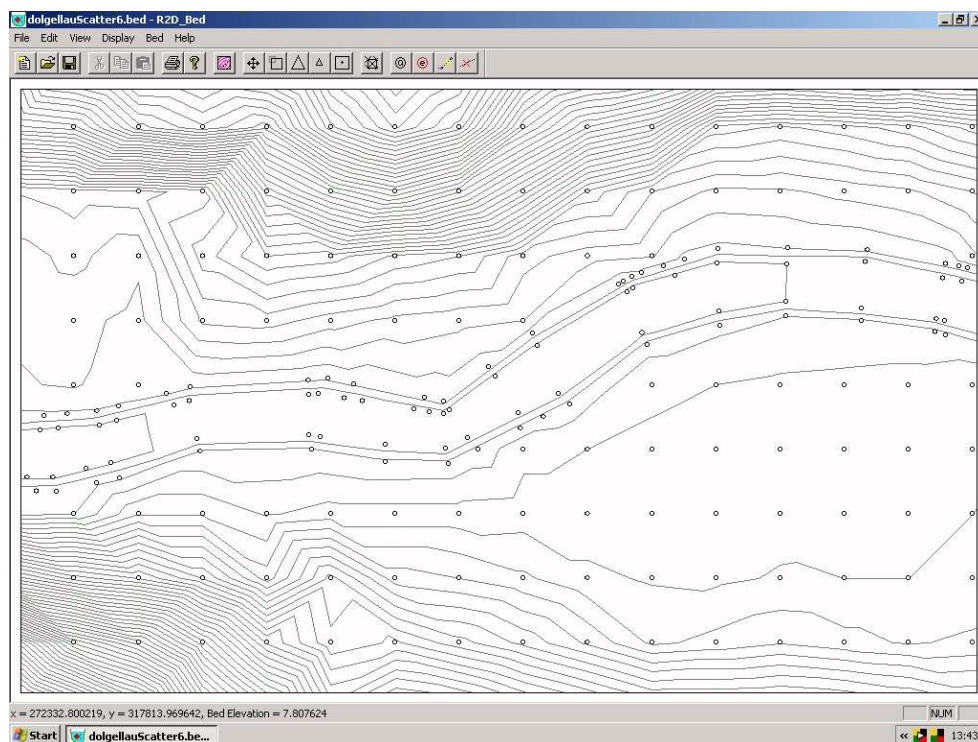 dolgellauScatter6.bed - R2D_Bed
File Edit View Display Bed Help
x = 272332.800219, y = 317813.969642, Bed Elevation = 7.807624
NUM
Start dolgellauScatter6.be... « 13:43